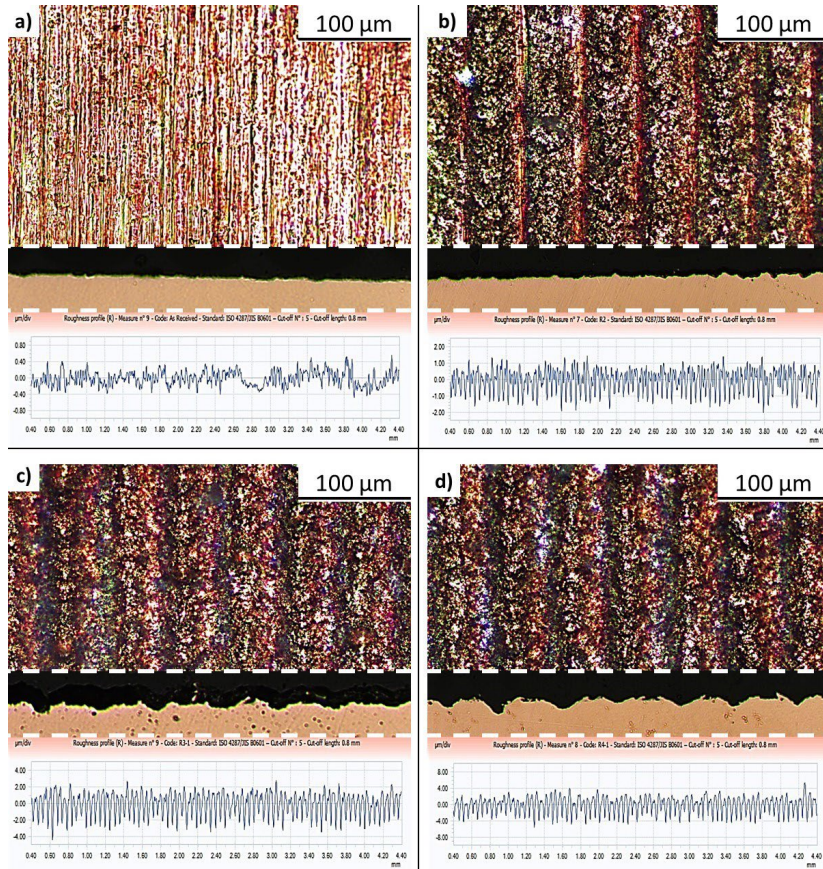 a)
100 µm
µm/div
Roughness profile (R) - Measure n° 9 - Code: As Received - Standard: ISO 4287/JIS B0601 – Cut-off N° : 5 - Cut-off length: 0.8 mm
0.80
0.40
0.00
-0.40
-0.80
0.40 0.60 0.80 1.00 1.20 1.40 1.60 1.80 2.00 2.20 2.40 2.60 2.80 3.00 3.20 3.40 3.60 3.80 4.00 4.20 4.40
mm
b)
100 µm
µm/div
Roughness profile (R) - Measure n° 7 - Code: R2 - Standard: ISO 4287/JIS B0601 – Cut-off N° : 5 - Cut-off length: 0.8 mm
2.00
1.00
0.00
-1.00
-2.00
0.40 0.60 0.80 1.00 1.20 1.40 1.60 1.80 2.00 2.20 2.40 2.60 2.80 3.00 3.20 3.40 3.60 3.80 4.00 4.20 4.40
mm
c)
100 µm
µm/div
Roughness profile (R) - Measure n° 9 - Code: R3-1 - Standard: ISO 4287/JIS B0601 – Cut-off N° : 5 - Cut-off length: 0.8 mm
4.00
2.00
0.00
-2.00
-4.00
0.40 0.60 0.80 1.00 1.20 1.40 1.60 1.80 2.00 2.20 2.40 2.60 2.80 3.00 3.20 3.40 3.60 3.80 4.00 4.20 4.40
mm
d)
100 µm
µm/div
Roughness profile (R) - Measure n° 8 - Code: R4-1 - Standard: ISO 4287/JIS B0601 – Cut-off N° : 5 - Cut-off length: 0.8 mm
8.00
4.00
0.00
-4.00
-8.00
0.40 0.60 0.80 1.00 1.20 1.40 1.60 1.80 2.00 2.20 2.40 2.60 2.80 3.00 3.20 3.40 3.60 3.80 4.00 4.20 4.40
mm